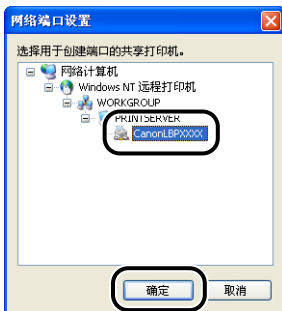 网络端口设置
选择用于创建端口的共享打印机。
网络计算机
Windows NT 远程打印机
WORKGROUP
PRINTSERVER
CanonLBPXXXX
确定 取消